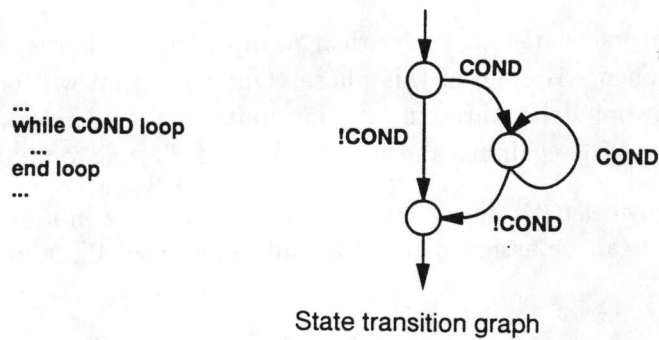 ...
while COND loop
...
end loop
...
COND
!COND
COND
!COND
State transition graph